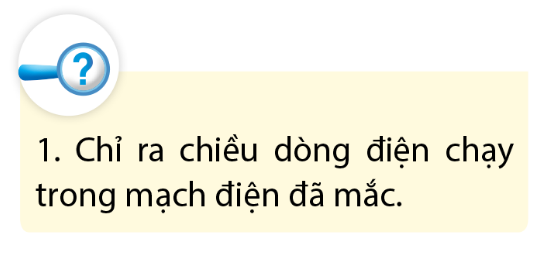 ?
1. Chỉ ra chiều dòng điện chạy
trong mạch điện đã mắc.